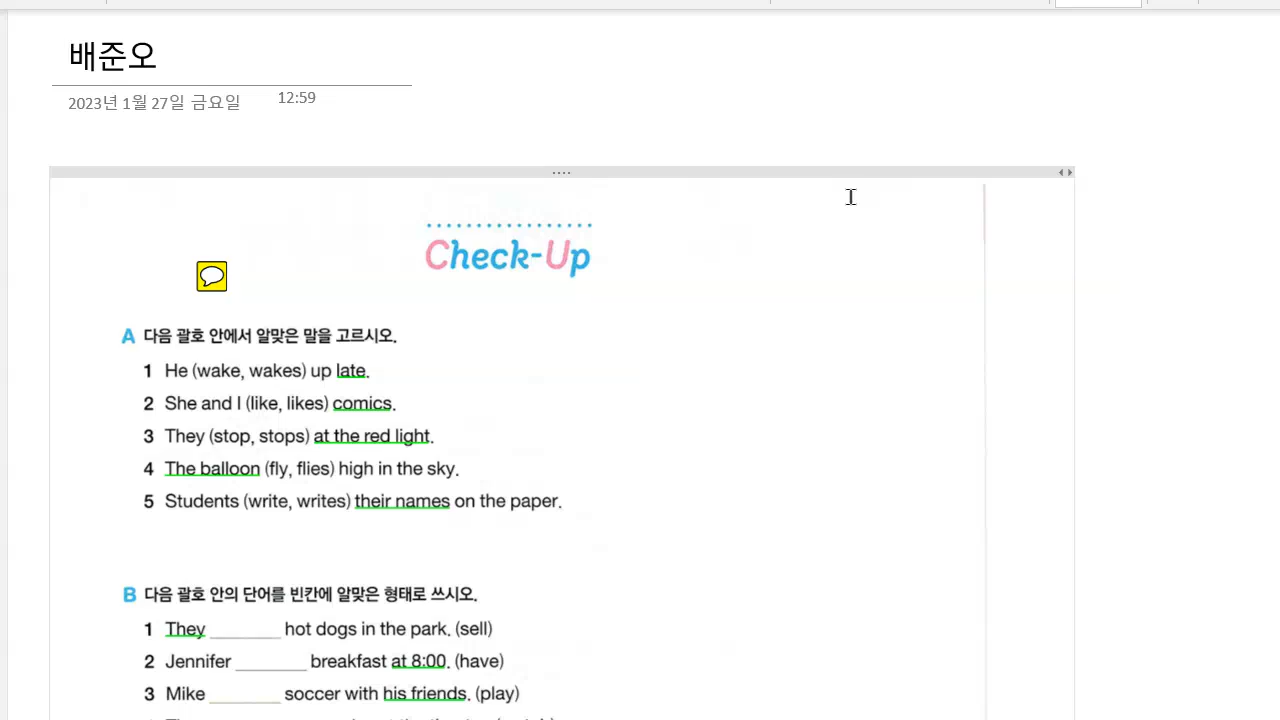 배준오
2023년 1월 27일 금요일 12:59
Check-Up
A 다음 괄호 안에서 알맞은 말을 고르시오.
1 He (wake, wakes) up late.
2 She and I (like, likes) comics.
3 They (stop, stops) at the red light.
4 The balloon (fly, flies) high in the sky.
5 Students (write, writes) their names on the paper.
B 다음 괄호 안의 단어를 빈칸에 알맞은 형태로 쓰시오.
1 They ________ hot dogs in the park. (sell)
2 Jennifer ________ breakfast at 8:00. (have)
3 Mike ________ soccer with his friends. (play)